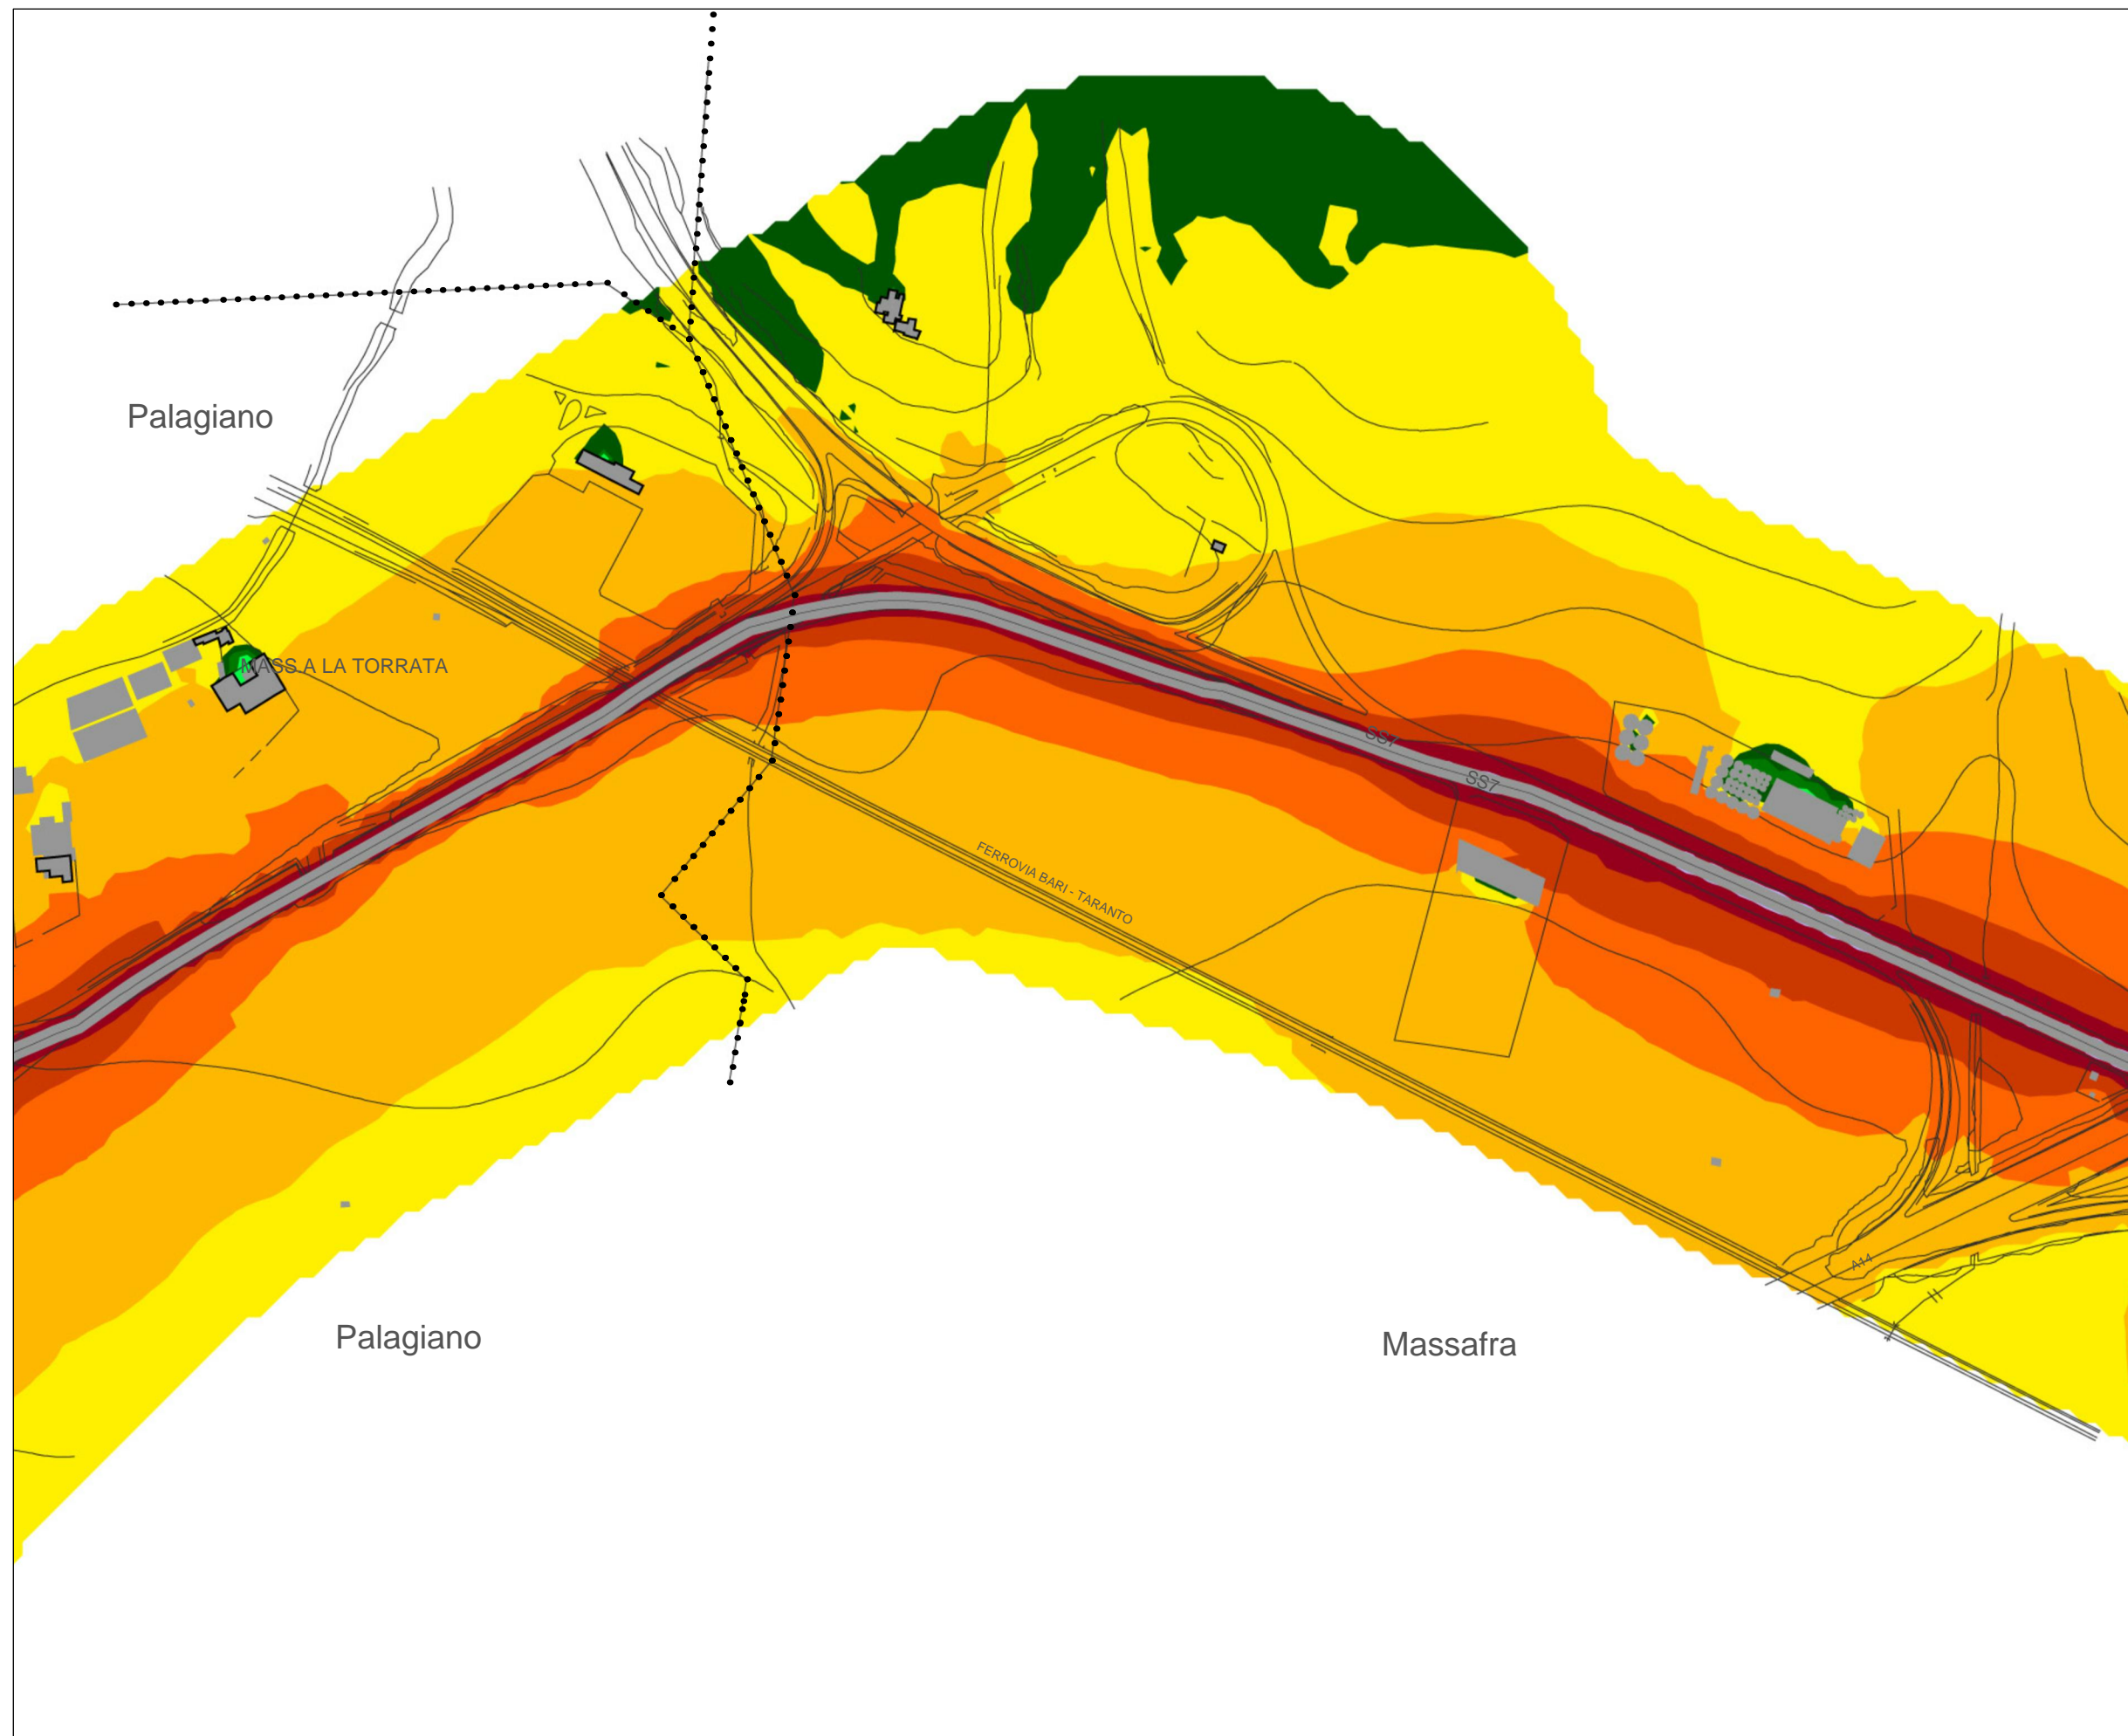 Palagiano
MASS.A LA TORRATA
SS7
SS7
FERROVIA BARI - TARANTO
A14
Palagiano
Massafra